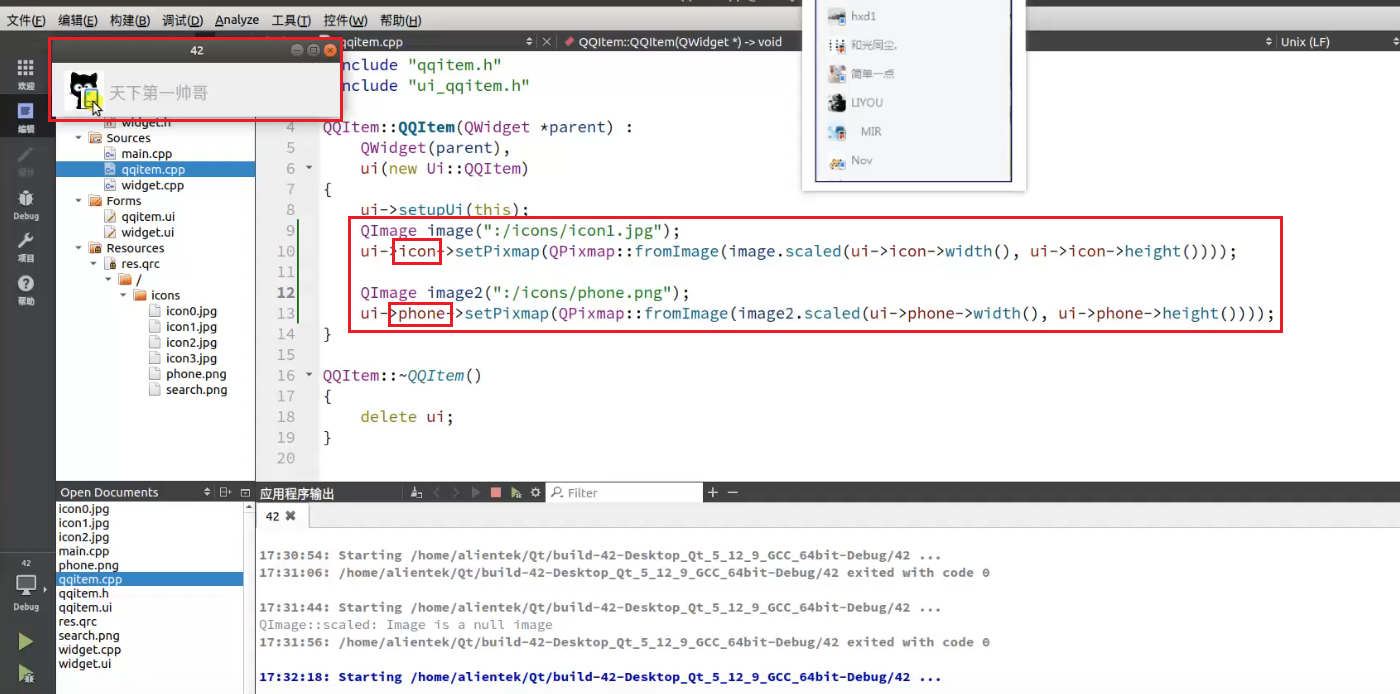 文件(F) 编辑(E) 构建(B) 调试(D) Analyze 工具(T) 控件(W) 帮助(H)
qqitem.cpp
QQItem::QQItem(QWidget *) -> void
Unix (LF)
42
天下第一帅哥
欢迎
编辑
Debug
项目
帮助
42
Debug
widget.h
Sources
main.cpp
qqitem.cpp
widget.cpp
Forms
qqitem.ui
widget.ui
Resources
res.qrc
/
icons
icon0.jpg
icon1.jpg
icon2.jpg
icon3.jpg
phone.png
search.png
nclude "qqitem.h"
nclude "ui_qqitem.h"
4 QQItem::QQItem(QWidget *parent) :
5 QWidget(parent),
6 ui(new Ui::QQItem)
7 {
8 ui->setupUi(this);
9 QImage image(":/icons/icon1.jpg");
10 ui->icon->setPixmap(QPixmap::fromImage(image.scaled(ui->icon->width(), ui->icon->height())));
11
12 QImage image2(":/icons/phone.png");
13 ui->phone->setPixmap(QPixmap::fromImage(image2.scaled(ui->phone->width(), ui->phone->height())));
14 }
15
16 QQItem::~QQItem()
17 {
18 delete ui;
19 }
20
hxd1
和光同尘.
简单一点
LIYOU
MIR
Nov
Open Documents
icon0.jpg
icon1.jpg
icon2.jpg
main.cpp
phone.png
qqitem.cpp
qqitem.h
qqitem.ui
res.qrc
search.png
widget.cpp
widget.ui
应用程序输出
Filter
42
17:30:54: Starting /home/alientek/Qt/build-42-Desktop_Qt_5_12_9_GCC_64bit-Debug/42 ...
17:31:06: /home/alientek/Qt/build-42-Desktop_Qt_5_12_9_GCC_64bit-Debug/42 exited with code 0
17:31:44: Starting /home/alientek/Qt/build-42-Desktop_Qt_5_12_9_GCC_64bit-Debug/42 ...
QImage::scaled: Image is a null image
17:31:56: /home/alientek/Qt/build-42-Desktop_Qt_5_12_9_GCC_64bit-Debug/42 exited with code 0
17:32:18: Starting /home/alientek/Qt/build-42-Desktop_Qt_5_12_9_GCC_64bit-Debug/42 ...